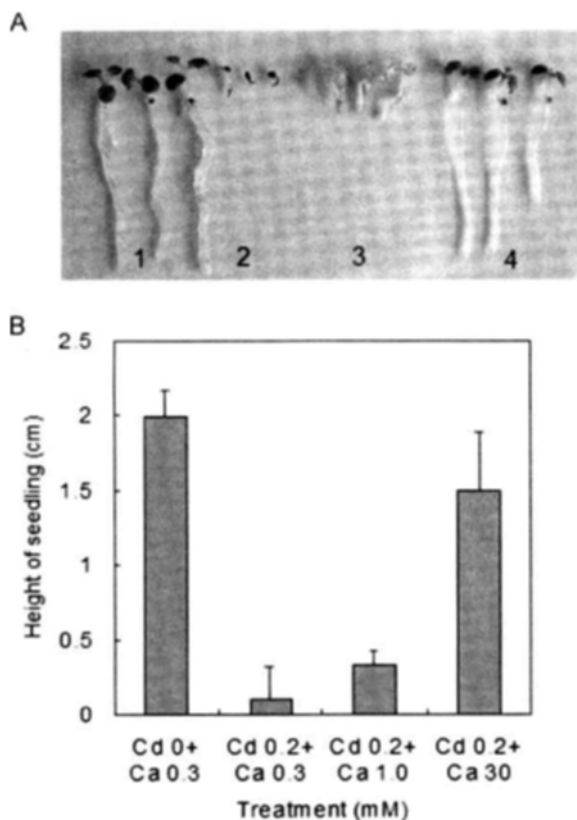 A
1 2 3 4
B
2.5
2
1.5
1
0.5
0
Height of seedling (cm)
Cd 0+ Cd 0.2+ Cd 0.2+ Cd 0.2+
Ca 0.3 Ca 0.3 Ca 1.0 Ca 30
Treatment (mM)